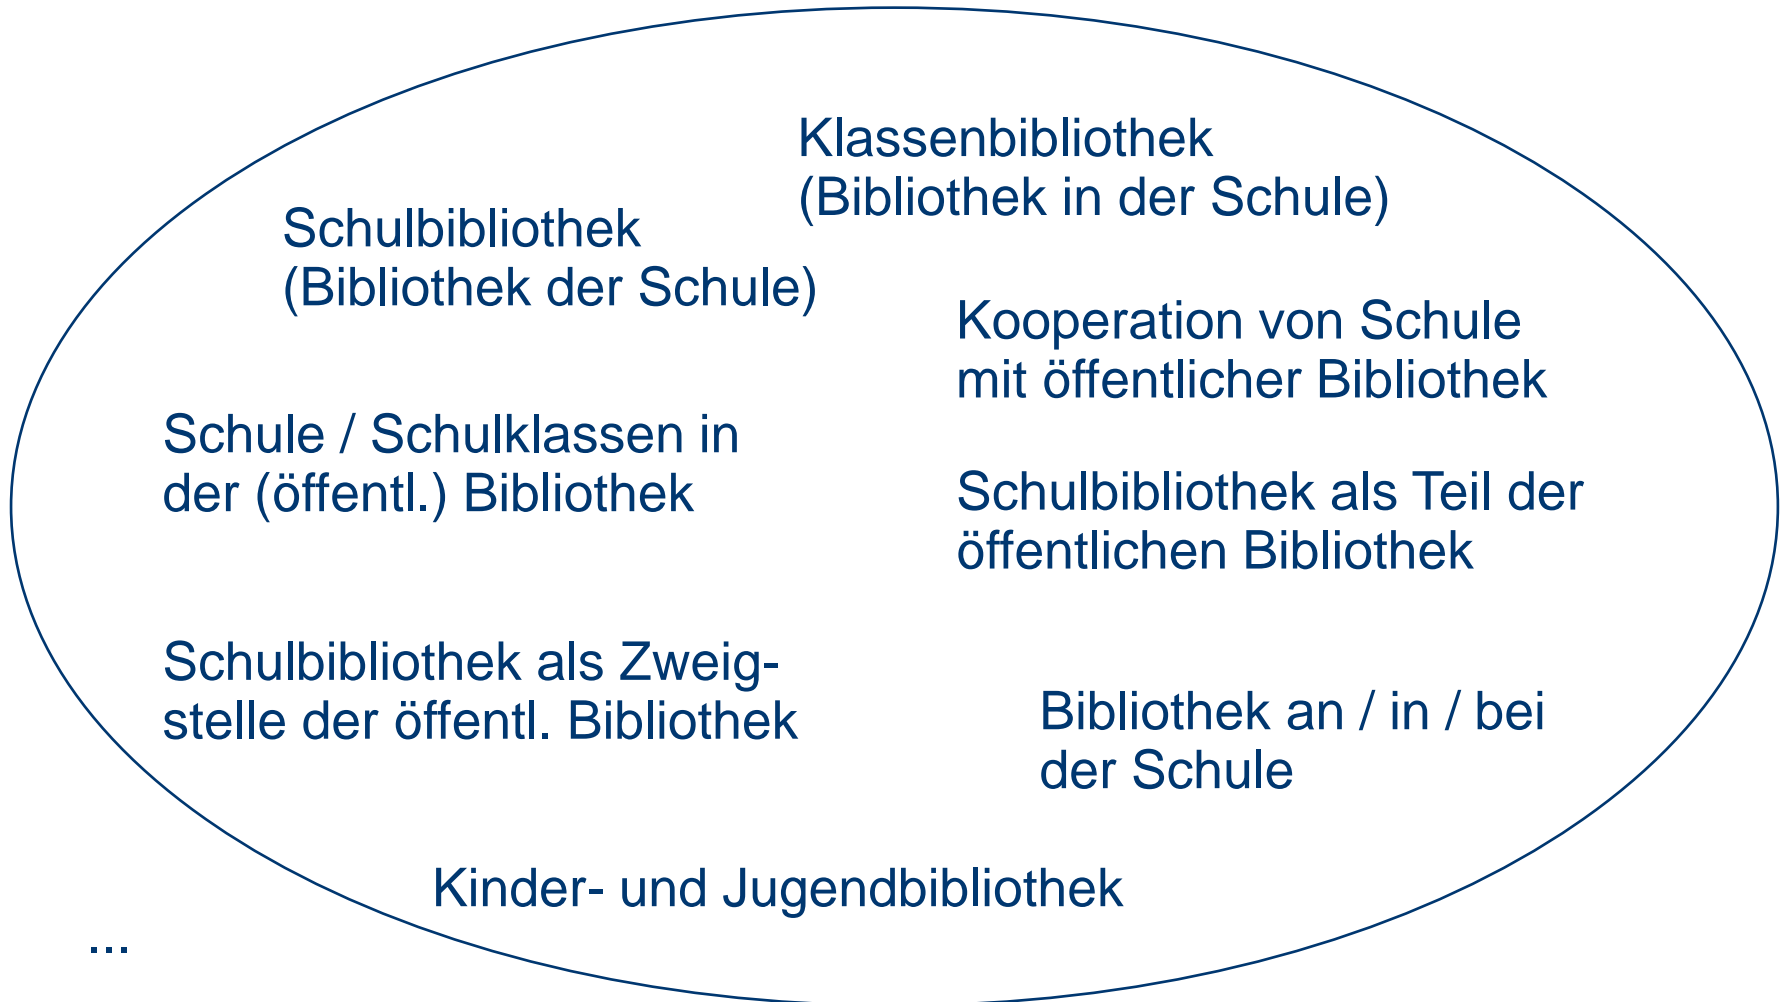 Klassenbibliothek
(Bibliothek in der Schule)
Schulbibliothek
(Bibliothek der Schule)
Kooperation von Schule
mit öffentlicher Bibliothek
Schule / Schulklassen in
der (öffentl.) Bibliothek
Schulbibliothek als Teil der
öffentlichen Bibliothek
Schulbibliothek als Zweig-
stelle der öffentl. Bibliothek
Bibliothek an / in / bei
der Schule
Kinder- und Jugendbibliothek
...